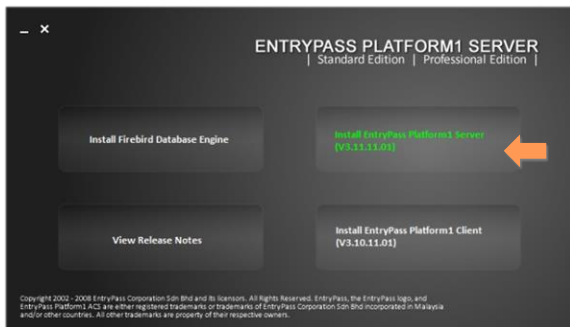 ENTRYPASS PLATFORM1 SERVER
| Standard Edition | Professional Edition |
Install Firebird Database Engine
Install EntryPass Platform1 Server
(V3.11.11.01)
View Release Notes
Install EntryPass Platform1 Client
(V3.10.11.01)
Copyright 2002 - 2008 EntryPass Corporation Sdn Bhd and its licensors. All Rights Reserved. EntryPass, the EntryPass logo, and
EntryPass Platform1 ACS are either registered trademarks or trademarks of EntryPass Corporation Sdn Bhd incorporated in Malaysia
and/or other countries. All other trademarks are property of their respective owners.